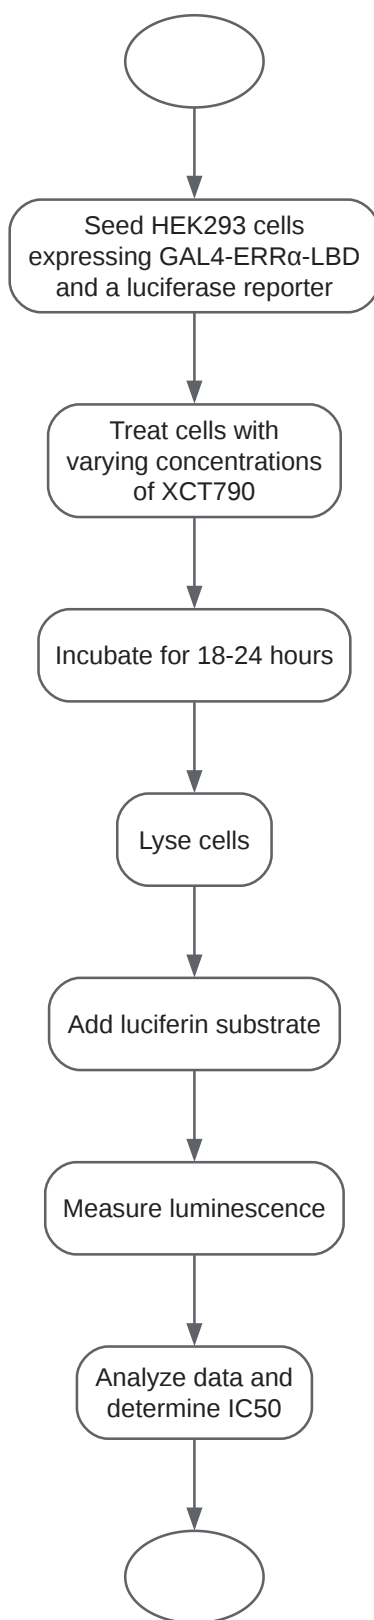 Seed HEK293 cells
expressing GAL4-ERRα-LBD
and a luciferase reporter
Treat cells with
varying concentrations
of XCT790
Incubate for 18-24 hours
Lyse cells
Add luciferin substrate
Measure luminescence
Analyze data and
determine IC50